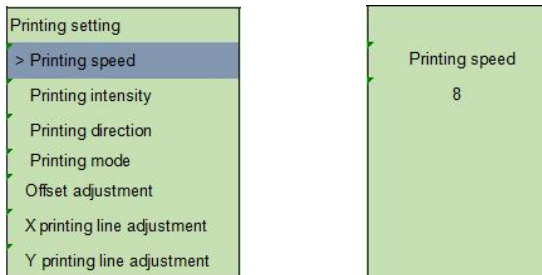 Printing setting
> Printing speed
Printing intensity
Printing direction
Printing mode
Offset adjustment
X printing line adjustment
Y printing line adjustment
Printing speed
8